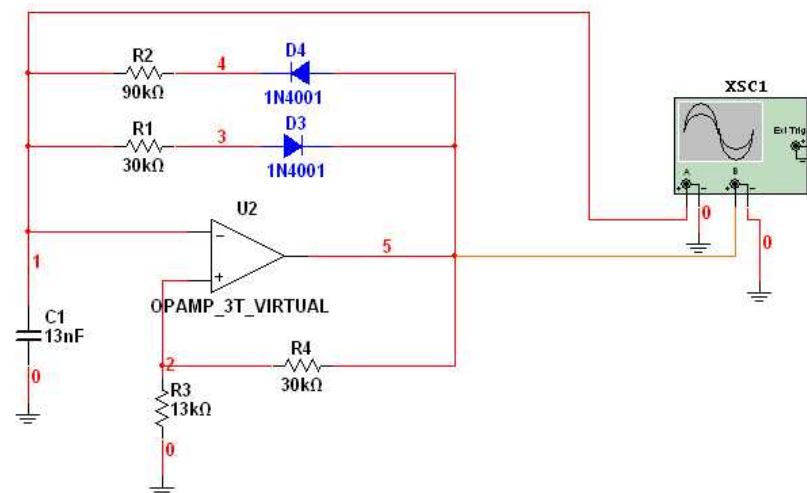 R2
4
D4
90kΩ
1N4001
XSC1
R1
3
D3
30kΩ
1N4001
Ext Trig
+
A
B
+ -
+ -
U2
0
0
5
1
OPAMP_3T_VIRTUAL
C1
13nF
R4
2
30kΩ
0
R3
13kΩ
0